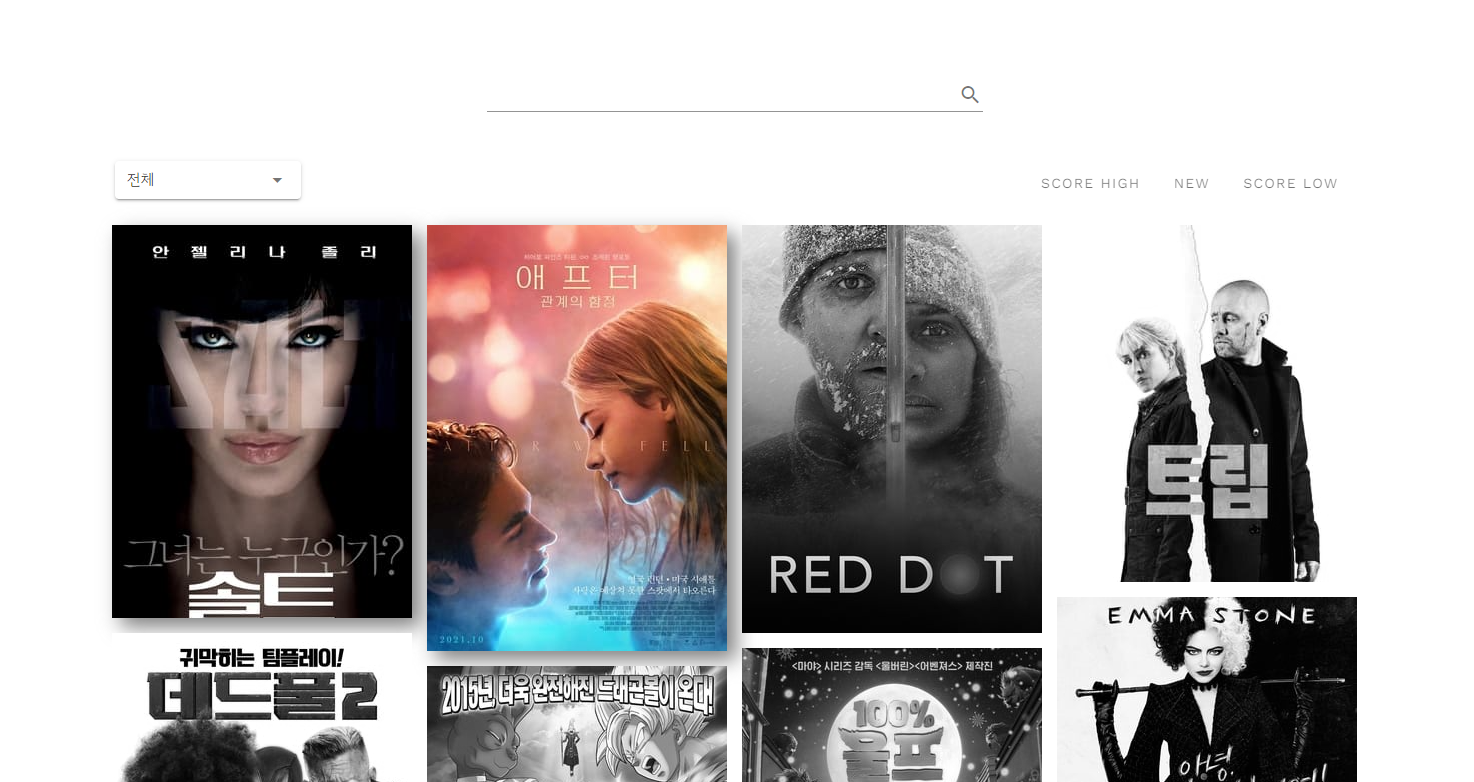 전체
SCORE HIGH NEW SCORE LOW
안젤리나 졸리
SALT
그녀는 누구인가?
솔트
애프터
관계의 함정
AFTER WE FELL
2021.10
RED DOT
트립
귀막히는 팀플레이!
데드풀2
2015년, 더욱 완전해진 드래곤볼이 온다!
<마야> 시리즈 감독 <울버린><어벤져스> 제작진
100%
울프
EMMA STONE
안녕